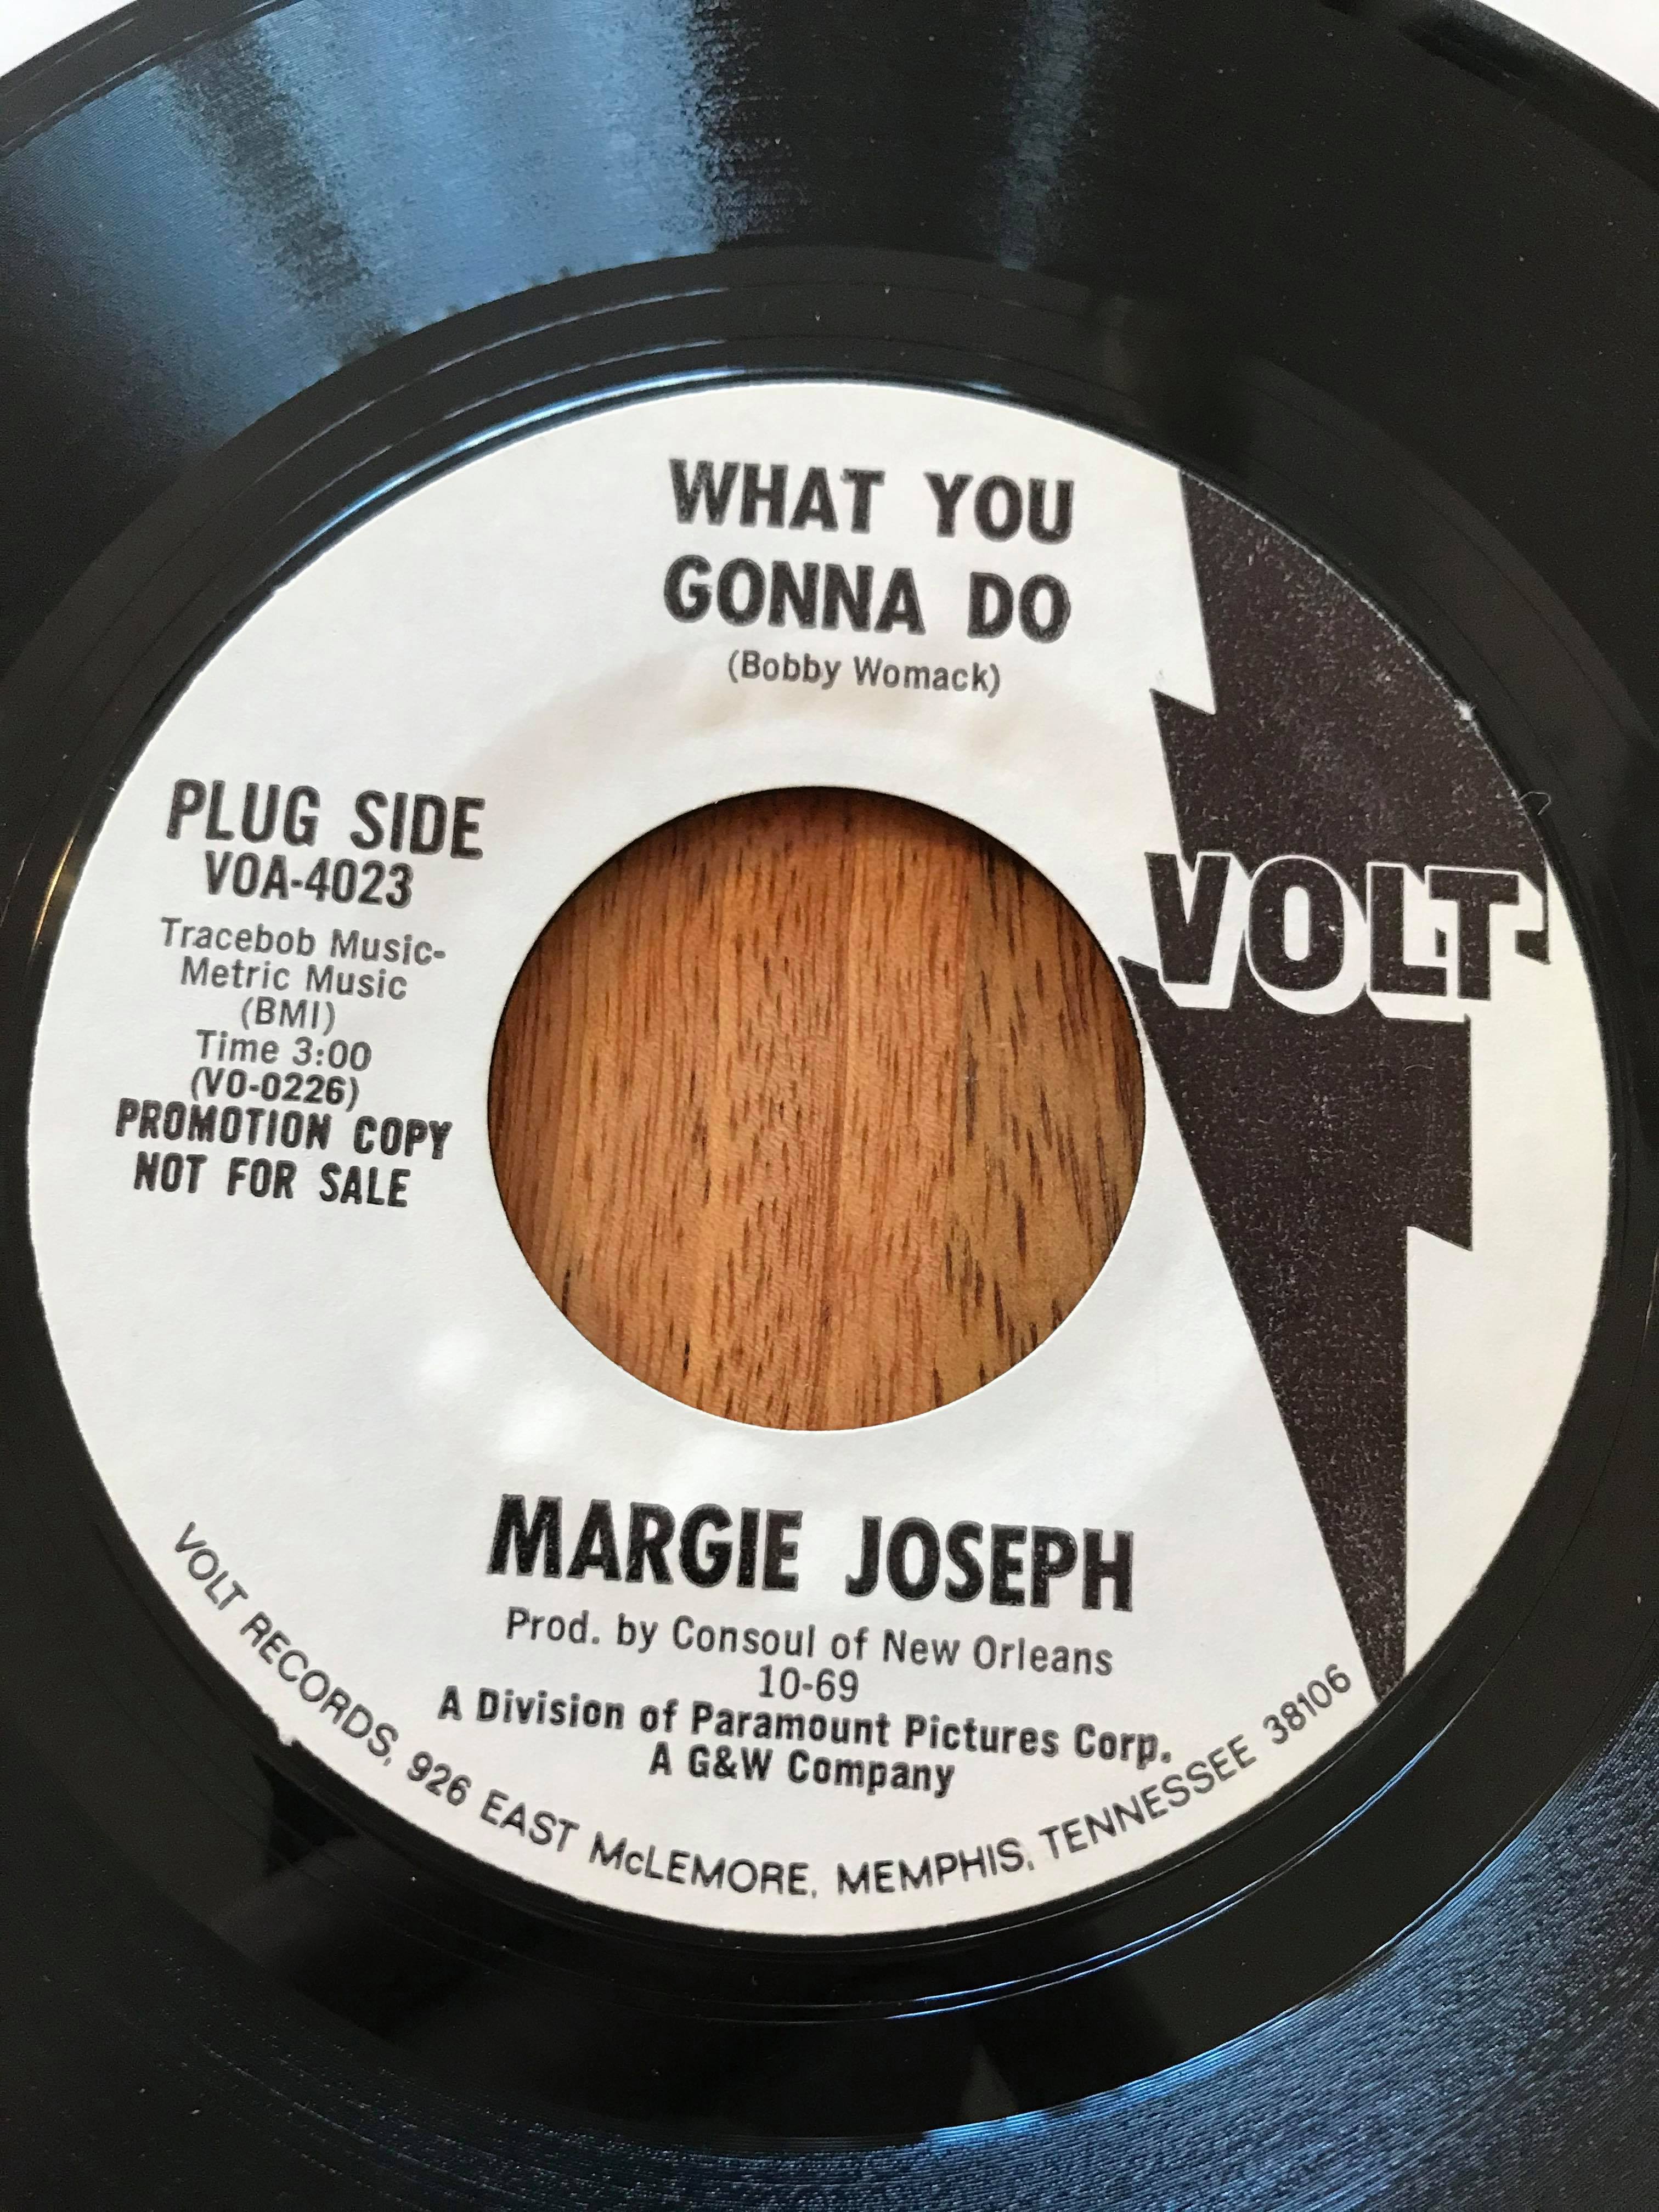 WHAT YOU
GONNA DO
(Bobby Womack)
PLUG SIDE
VOA-4023
Tracebob Music-
Metric Music
(BMI)
Time 3:00
(VO-0226)
PROMOTION COPY
NOT FOR SALE
VOLT
MARGIE JOSEPH
Prod. by Consoul of New Orleans
10-69
A Division of Paramount Pictures Corp.
A G&W Company
VOLT RECORDS, 926 EAST McLEMORE, MEMPHIS, TENNESSEE 38106